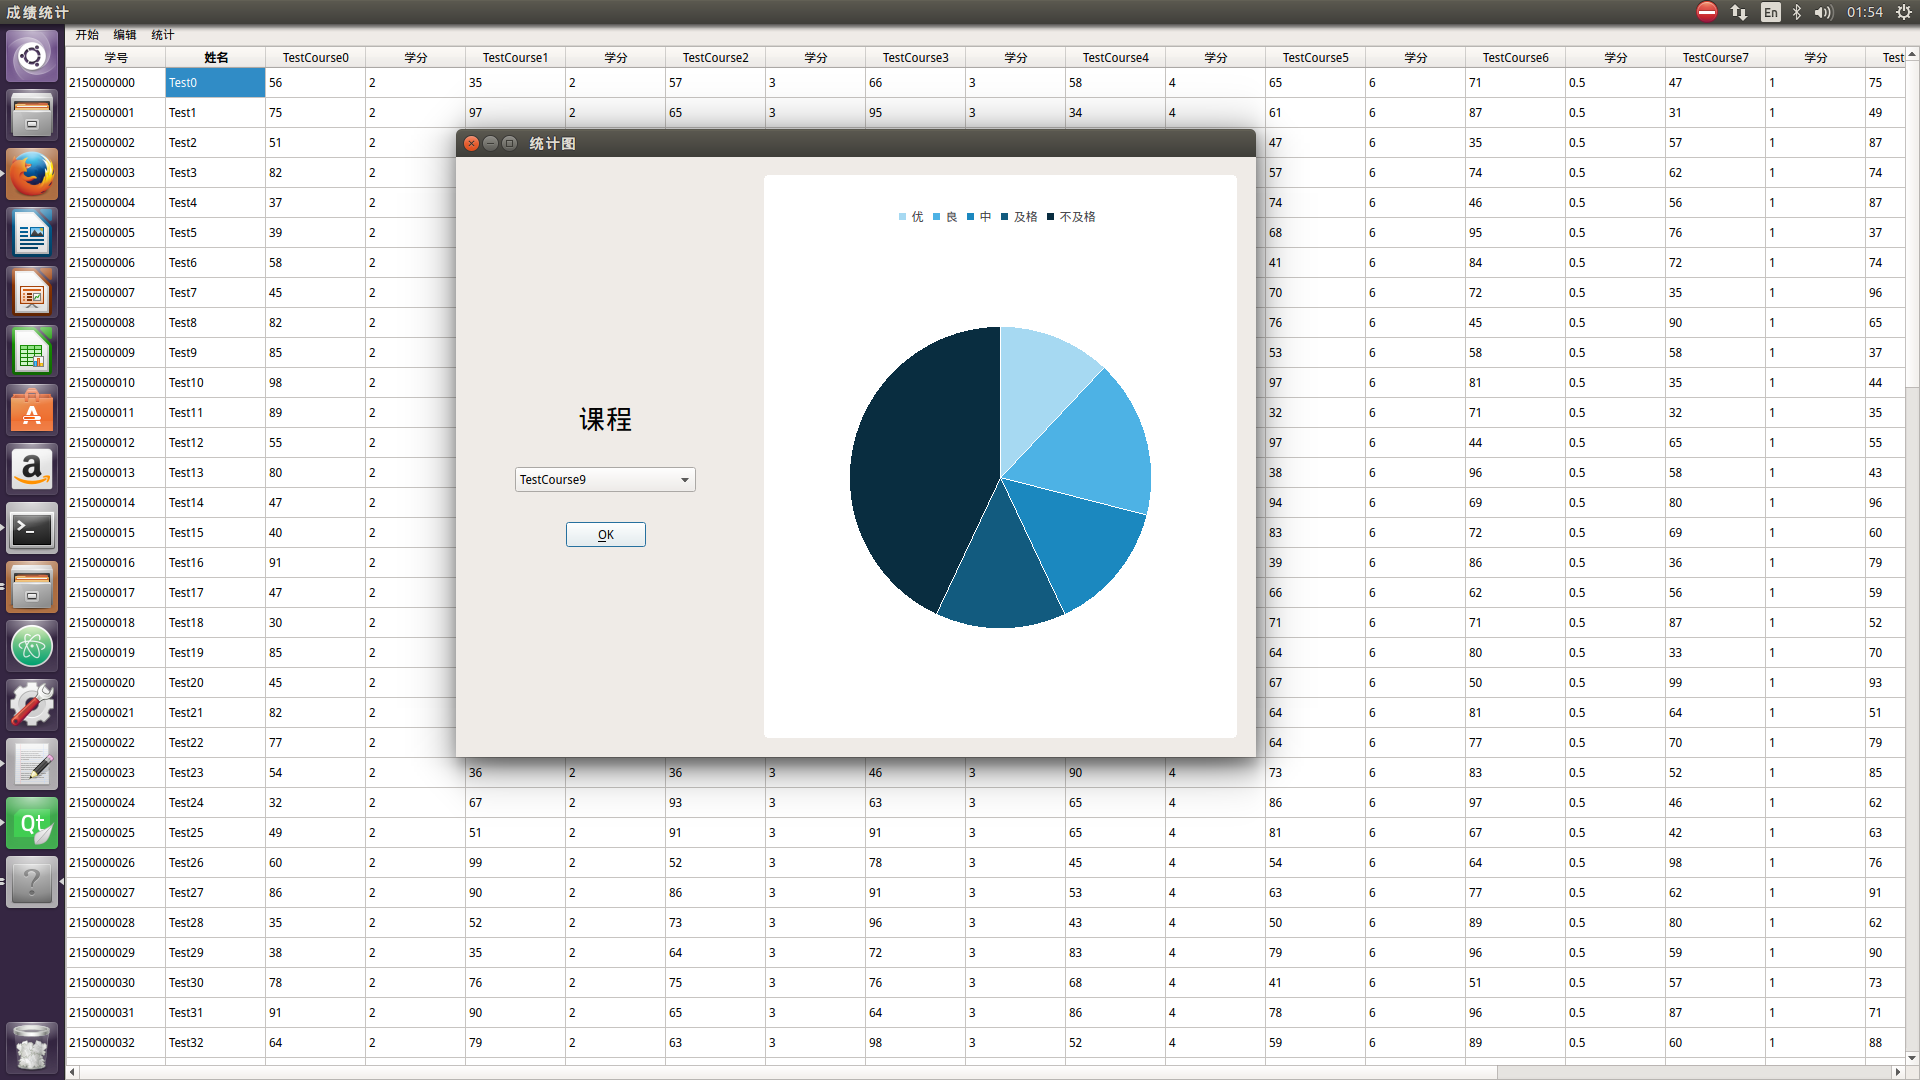 成绩统计 En 01:54
开始 编辑 统计
学号 姓名 TestCourse0 学分 TestCourse1 学分 TestCourse2 学分 TestCourse3 学分 TestCourse4 学分 TestCourse5 学分 TestCourse6 学分 TestCourse7 学分 Test
2150000000 Test0 56 2 35 2 57 3 66 3 58 4 65 6 71 0.5 47 1 75
2150000001 Test1 75 2 97 2 65 3 95 3 34 4 61 6 87 0.5 31 1 49
统计图
2150000002 Test2 51 2 47 6 35 0.5 57 1 87
2150000003 Test3 82 2 57 6 74 0.5 62 1 74
2150000004 Test4 37 2 74 6 46 0.5 56 1 87
优 良 中 及格 不及格
2150000005 Test5 39 2 68 6 95 0.5 76 1 37
2150000006 Test6 58 2 41 6 84 0.5 72 1 74
2150000007 Test7 45 2 70 6 72 0.5 35 1 96
2150000008 Test8 82 2 76 6 45 0.5 90 1 65
2150000009 Test9 85 2 53 6 58 0.5 58 1 37
2150000010 Test10 98 2 97 6 81 0.5 35 1 44
2150000011 Test11 89 2 32 6 71 0.5 32 1 35
课程
2150000012 Test12 55 2 97 6 44 0.5 65 1 55
2150000013 Test13 80 2 38 6 96 0.5 58 1 43
TestCourse9
2150000014 Test14 47 2 94 6 69 0.5 80 1 96
2150000015 Test15 40 2 83 6 72 0.5 69 1 60
OK
2150000016 Test16 91 2 39 6 86 0.5 36 1 79
2150000017 Test17 47 2 66 6 62 0.5 56 1 59
2150000018 Test18 30 2 71 6 71 0.5 87 1 52
2150000019 Test19 85 2 64 6 80 0.5 33 1 70
2150000020 Test20 45 2 67 6 50 0.5 99 1 93
2150000021 Test21 82 2 64 6 81 0.5 64 1 51
2150000022 Test22 77 2 64 6 77 0.5 70 1 79
2150000023 Test23 54 2 36 2 36 3 46 3 90 4 73 6 83 0.5 52 1 85
2150000024 Test24 32 2 67 2 93 3 63 3 65 4 86 6 97 0.5 46 1 62
2150000025 Test25 49 2 51 2 91 3 91 3 65 4 81 6 67 0.5 42 1 63
2150000026 Test26 60 2 99 2 52 3 78 3 45 4 54 6 64 0.5 98 1 76
2150000027 Test27 86 2 90 2 86 3 91 3 53 4 63 6 77 0.5 62 1 91
2150000028 Test28 35 2 52 2 73 3 96 3 43 4 50 6 89 0.5 80 1 62
2150000029 Test29 38 2 35 2 64 3 72 3 83 4 79 6 96 0.5 59 1 90
2150000030 Test30 78 2 76 2 75 3 76 3 68 4 41 6 51 0.5 57 1 73
2150000031 Test31 91 2 90 2 65 3 64 3 86 4 78 6 96 0.5 87 1 71
2150000032 Test32 64 2 79 2 63 3 98 3 52 4 59 6 89 0.5 60 1 88